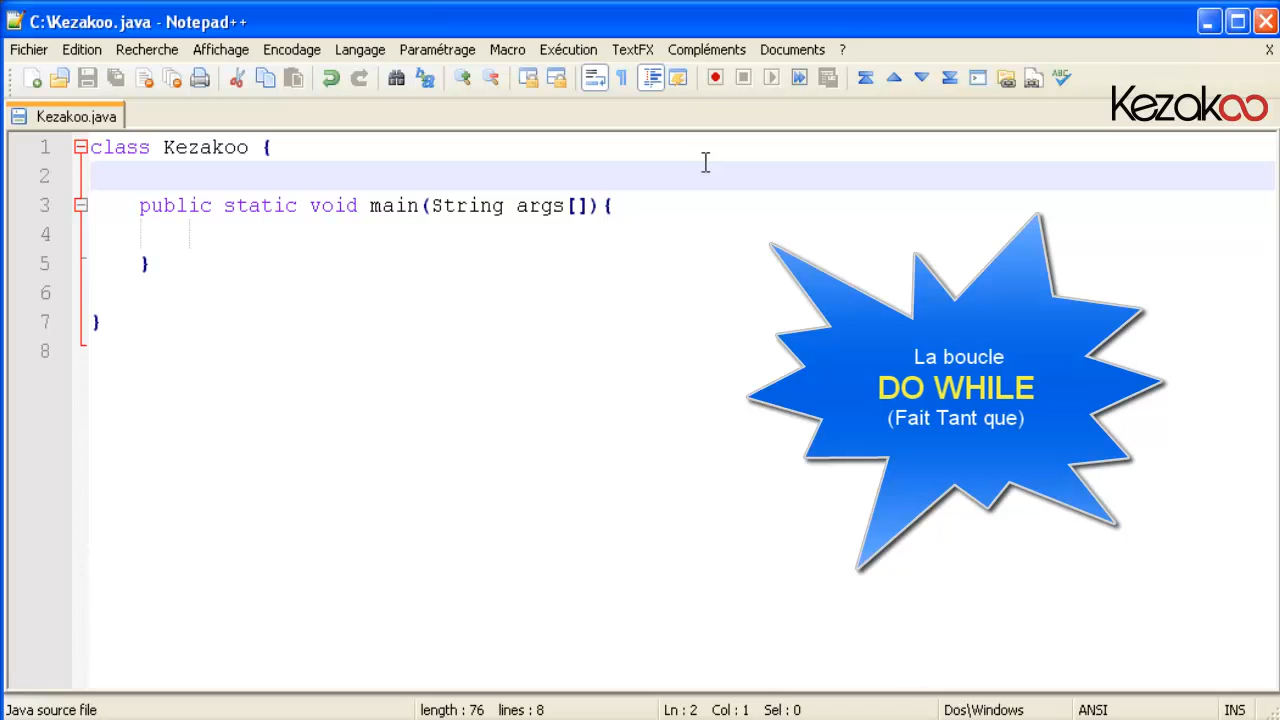 C:\Kezakoo.java - Notepad++
Fichier Edition Recherche Affichage Encodage Langage Paramétrage Macro Exécution TextFX Compléments Documents ? X
ABC
Kezakoo
Kezakoo.java
1 class Kezakoo {
2
3 public static void main(String args[]){
4
5 }
6
7 }
8
La boucle
DO WHILE
(Fait Tant que)
Java source file length : 76 lines : 8 Ln : 2 Col : 1 Sel : 0 Dos\Windows ANSI INS